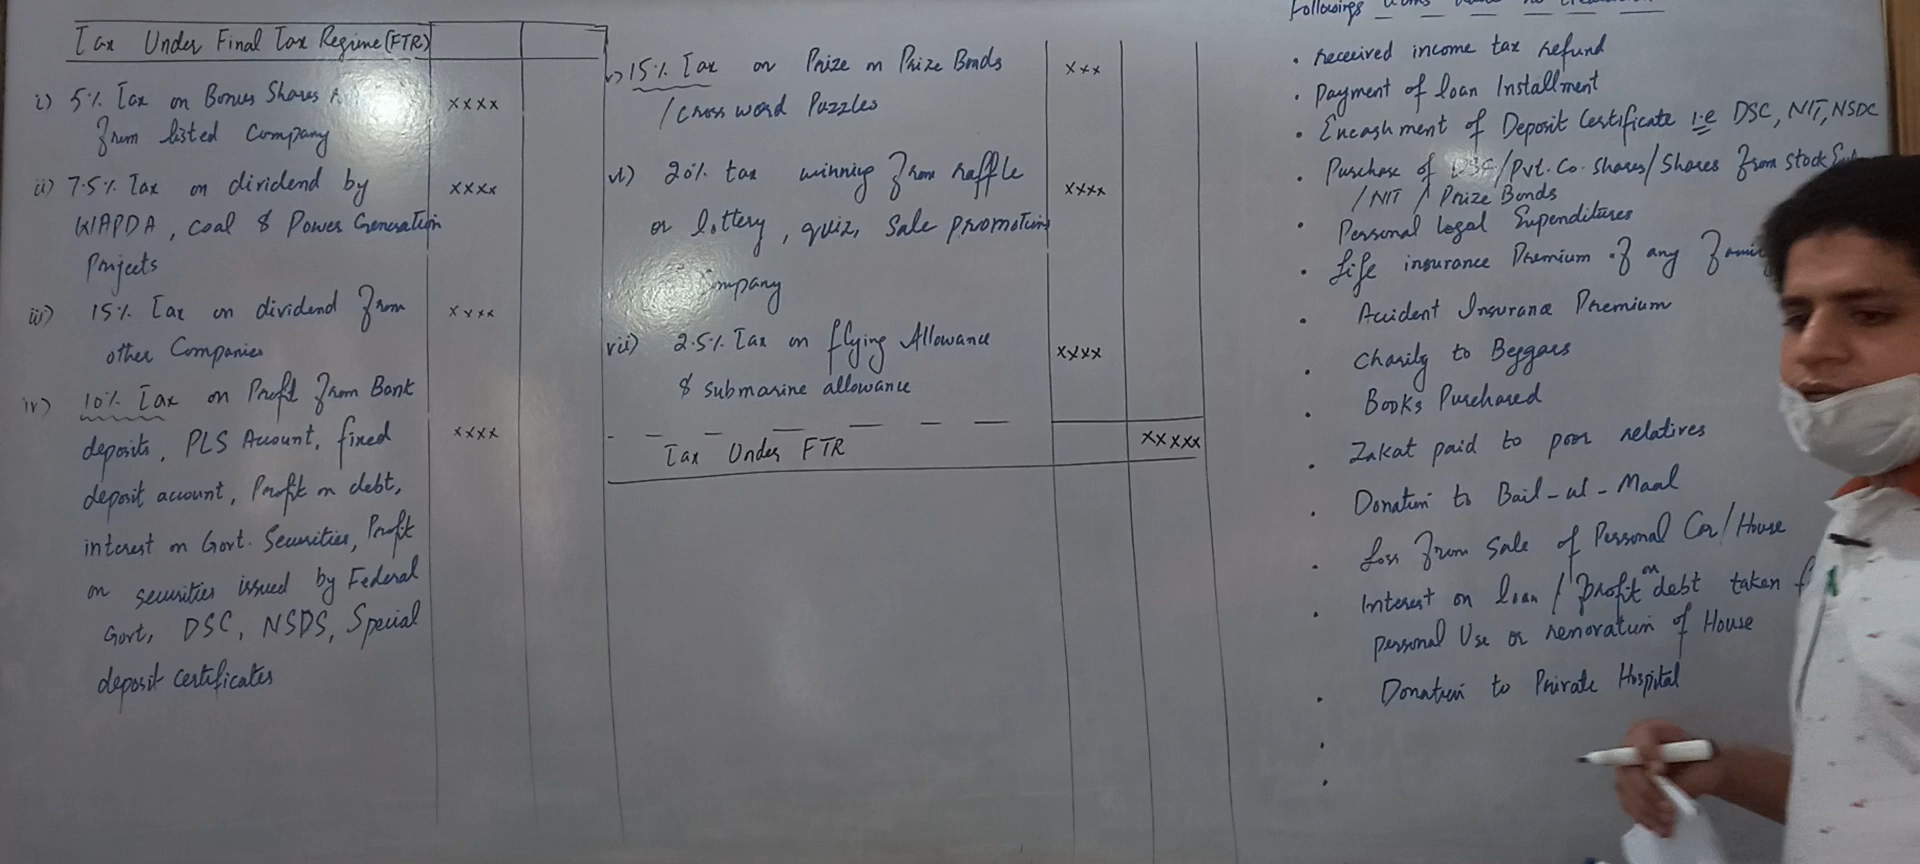 Tax Under Final Tax Regime (FTR)
i) 5% Tax on Bonus Shares
from listed Company
xxxx
ii) 7.5% Tax on dividend by
WAPDA, Coal & Power Generation
Projects
xxxx
iii) 15% Tax on dividend from
other Companies
xxxx
iv) 10% Tax on Profit from Bank
deposits, PLS Account, fixed
deposit account, Profit on debt,
interest on Govt. Securities, Profit
on securities issued by Federal
Govt, DSC, NSDS, Special
deposit certificates
xxxx
v) 15% Tax on Prize on Prize Bonds
/ Cross word Puzzles
xxx
vi) 20% tax winning from raffle
or lottery, quiz, Sale promotion
Company
xxxx
vii) 2.5% Tax on flying Allowance
& submarine allowance
xxxx
Tax Under FTR
xxxxx
Followings
• Received income tax refund
• Payment of loan Installment
• Encashment of Deposit Certificate i.e DSC, NIT, NSDC
• Purchase of DSC/Pvt. Co. Shares/Shares from Stock
/ NIT / Prize Bonds
• Personal Legal Expenditures
• Life insurance Premium of any
• Accident Insurance Premium
• Charity to Beggars
• Books Purchased
• Zakat paid to poor relatives
• Donation to Bait-ul-Maal
• Loss from Sale of Personal Car/House
• Interest on loan / Profit on debt taken
Personal Use or renovation of House
• Donation to Private Hospital
•
•